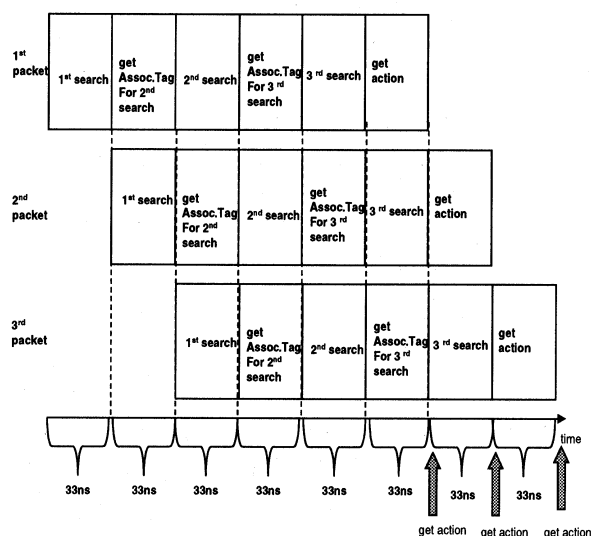 1st packet
1st search
get Assoc.Tag For 2nd search
2nd search
get Assoc.Tag For 3rd search
3rd search
get action
2nd packet
1st search
get Assoc.Tag For 2nd search
2nd search
get Assoc.Tag For 3rd search
3rd search
get action
3rd packet
1st search
get Assoc.Tag For 2nd search
2nd search
get Assoc.Tag For 3rd search
3rd search
get action
time
33ns 33ns 33ns 33ns 33ns 33ns 33ns 33ns
get action get action get action